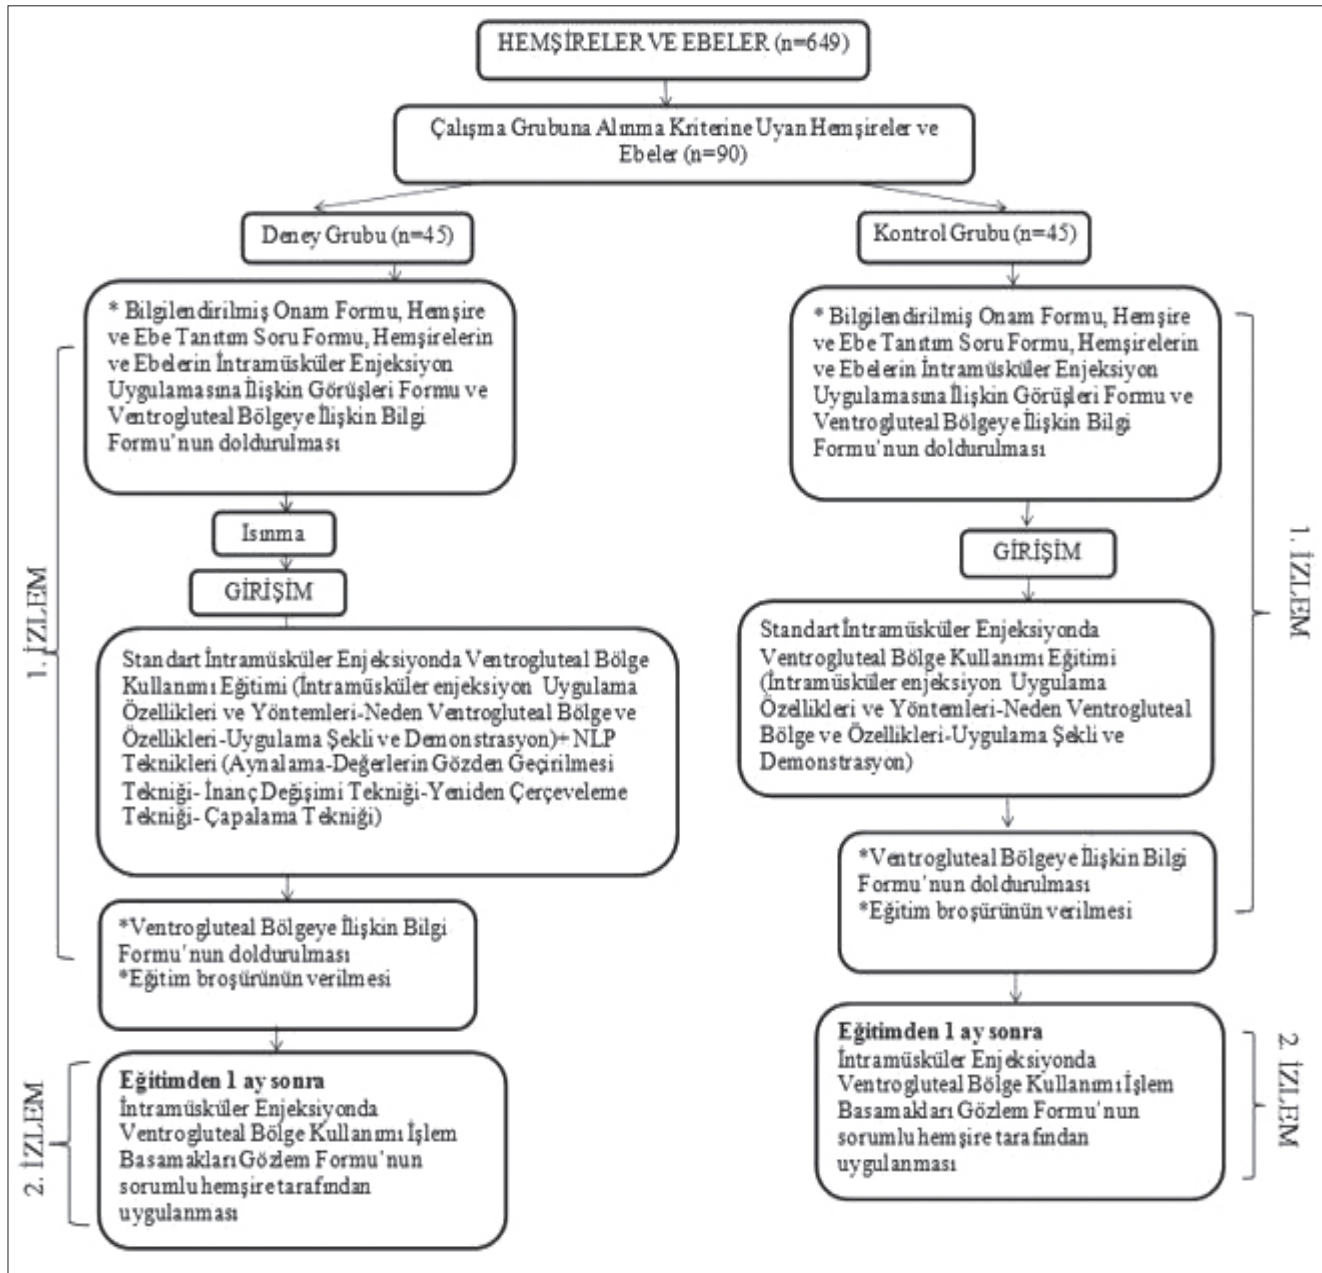 HEMŞİRELER VE EBELER (n=649)
Çalışma Grubuna Alınma Kriterine Uyan Hemşireler ve
Ebeler (n=90)
Deney Grubu (n=45)
* Bilgilendirilmiş Onam Formu, Hemşire
ve Ebe Tanıtım Soru Formu, Hemşirelerin
ve Ebelerin İntramüsküler Enjeksiyon
Uygulamasına İlişkin Görüşleri Formu ve
Ventrogluteal Bölgeye İlişkin Bilgi
Formu'nun doldurulması
Isınma
GİRİŞİM
Standart İntramüsküler Enjeksiyonda Ventrogluteal Bölge
Kullanımı Eğitimi (İntramüsküler enjeksiyon Uygulama
Özellikleri ve Yöntemleri-Neden Ventrogluteal Bölge ve
Özellikleri-Uygulama Şekli ve Demonstrasyon)+ NLP
Teknikleri (Aynalama-Değerlerin Gözden Geçirilmesi
Tekniği- İnanç Değişimi Tekniği-Yeniden Çerçeveleme
Tekniği- Çapalama Tekniği)
*Ventrogluteal Bölgeye İlişkin Bilgi
Formu'nun doldurulması
*Eğitim broşürünün verilmesi
1. İZLEM
Eğitimden 1 ay sonra
İntramüsküler Enjeksiyonda
Ventrogluteal Bölge Kullanımı İşlem
Basamakları Gözlem Formu'nun
sorumlu hemşire tarafından
uygulanması
2. İZLEM
Kontrol Grubu (n=45)
* Bilgilendirilmiş Onam Formu, Hemşire
ve Ebe Tanıtım Soru Formu, Hemşirelerin
ve Ebelerin İntramüsküler Enjeksiyon
Uygulamasına İlişkin Görüşleri Formu ve
Ventrogluteal Bölgeye İlişkin Bilgi
Formu'nun doldurulması
GİRİŞİM
Standart İntramüsküler Enjeksiyonda
Ventrogluteal Bölge Kullanımı Eğitimi
(İntramüsküler enjeksiyon Uygulama
Özellikleri ve Yöntemleri-Neden Ventrogluteal
Bölge ve Özellikleri-Uygulama Şekli ve
Demonstrasyon)
*Ventrogluteal Bölgeye İlişkin Bilgi
Formu'nun doldurulması
*Eğitim broşürünün verilmesi
1. İZLEM
Eğitimden 1 ay sonra
İntramüsküler Enjeksiyonda
Ventrogluteal Bölge Kullanımı İşlem
Basamakları Gözlem Formu'nun
sorumlu hemşire tarafından
uygulanması
2. İZLEM